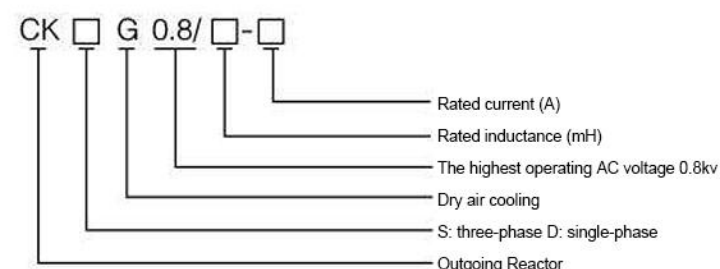 CK □ G 0.8/ □-□
Rated current (A)
Rated inductance (mH)
The highest operating AC voltage 0.8kv
Dry air cooling
S: three-phase D: single-phase
Outgoing Reactor